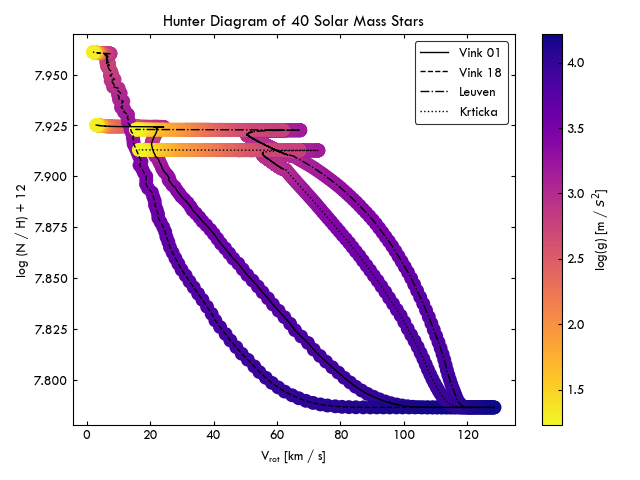 Hunter Diagram of 40 Solar Mass Stars
Vink 01
Vink 18
Leuven
Krticka
log (N / H) + 12
7.950
7.925
7.900
7.875
7.850
7.825
7.800
0 20 40 60 80 100 120
V_rot [km / s]
4.0
3.5
3.0
2.5
2.0
1.5
log(g) [m / s²]